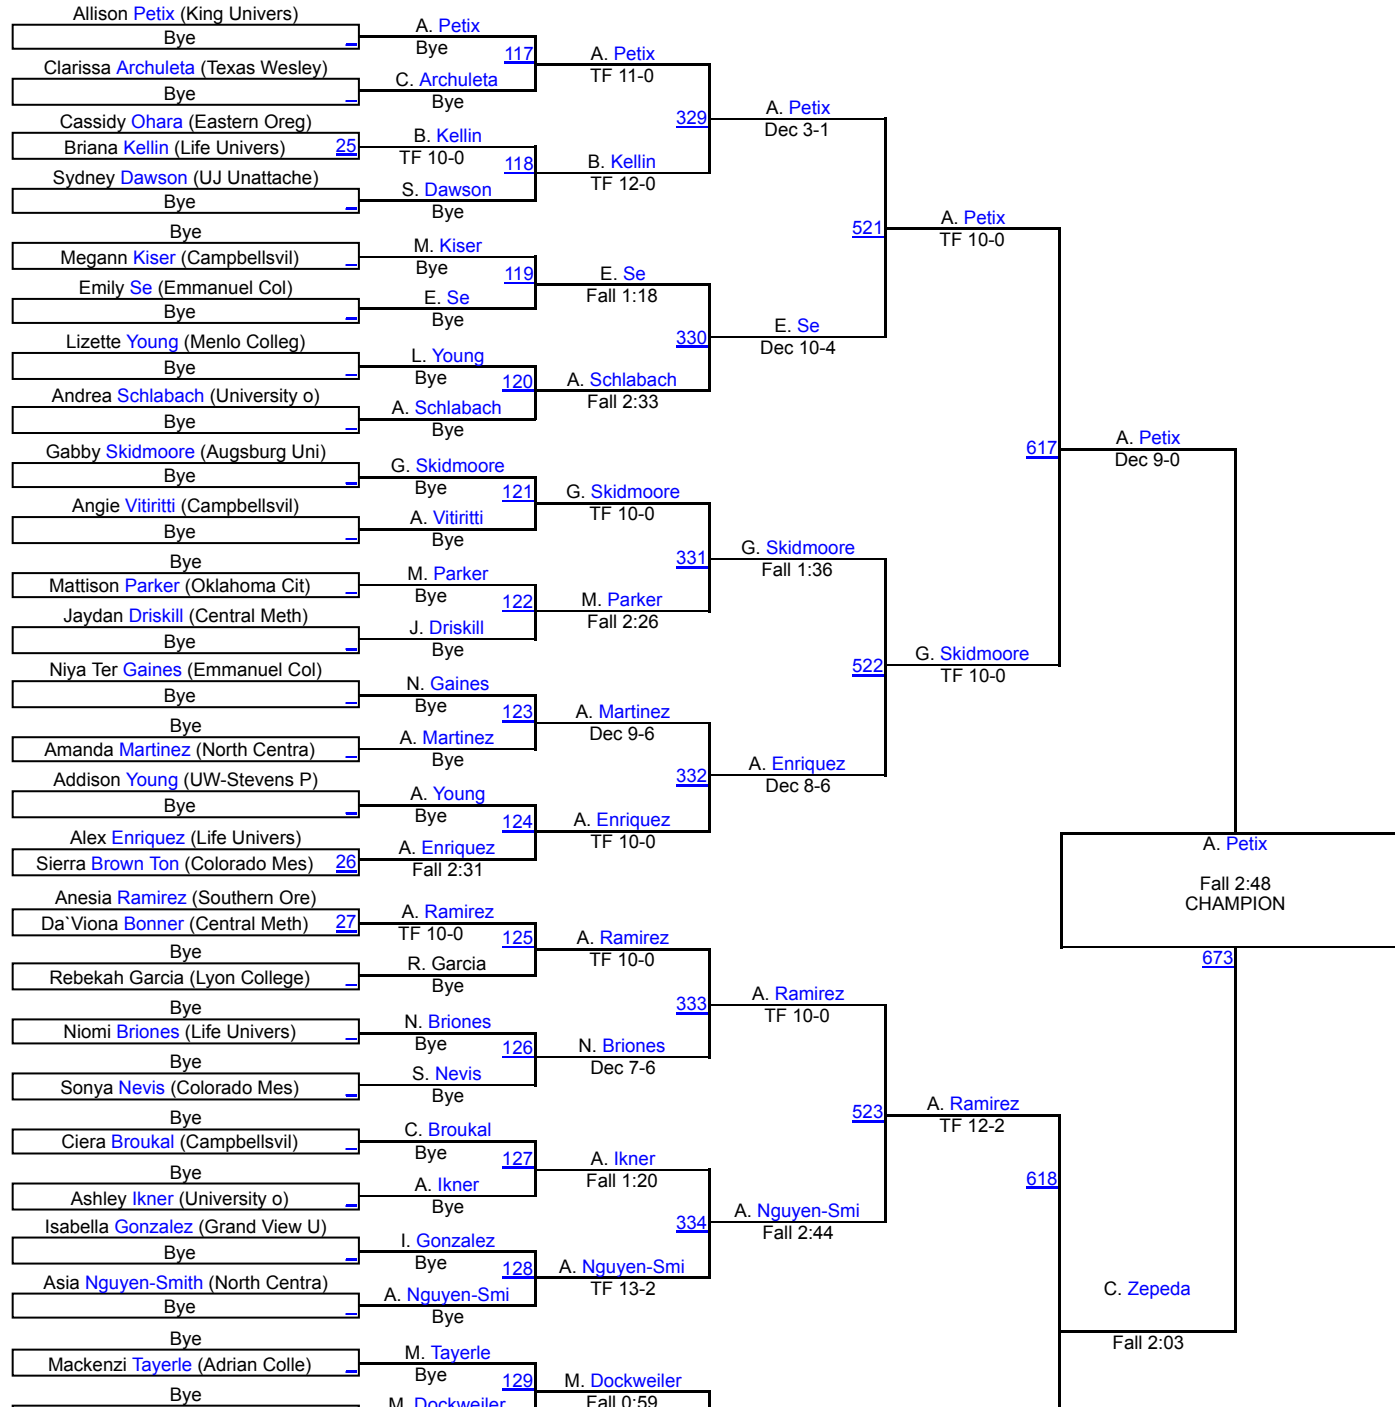 Allison Petix (King Univers)
Bye
Clarissa Archuleta (Texas Wesley)
Bye
Cassidy Ohara (Eastern Oreg)
Briana Kellin (Life Univers) 25
Sydney Dawson (UJ Unattache)
Bye
Bye
Megann Kiser (Campbellsvil)
Emily Se (Emmanuel Col)
Bye
Lizette Young (Menlo Colleg)
Bye
Andrea Schlabach (University o)
Bye
Gabby Skidmoore (Augsburg Uni)
Bye
Angie Vitiritti (Campbellsvil)
Bye
Bye
Mattison Parker (Oklahoma Cit)
Jaydan Driskill (Central Meth)
Bye
Niya Ter Gaines (Emmanuel Col)
Bye
Bye
Amanda Martinez (North Centra)
Addison Young (UW-Stevens P)
Bye
Alex Enriquez (Life Univers)
Sierra Brown Ton (Colorado Mes) 26
Anesia Ramirez (Southern Ore)
Da`Viona Bonner (Central Meth) 27
Bye
Rebekah Garcia (Lyon College)
Bye
Niomi Briones (Life Univers)
Bye
Sonya Nevis (Colorado Mes)
Bye
Ciera Broukal (Campbellsvil)
Bye
Ashley Ikner (University o)
Isabella Gonzalez (Grand View U)
Bye
Asia Nguyen-Smith (North Centra)
Bye
Bye
Mackenzi Tayerle (Adrian Colle)
Bye
A. Petix
Bye
117
C. Archuleta
Bye
B. Kellin
TF 10-0
118
S. Dawson
Bye
M. Kiser
Bye
119
E. Se
Bye
L. Young
Bye
120
A. Schlabach
Bye
G. Skidmoore
Bye
121
A. Vitiritti
Bye
M. Parker
Bye
122
J. Driskill
Bye
N. Gaines
Bye
123
A. Martinez
Bye
A. Young
Bye
124
A. Enriquez
Fall 2:31
A. Ramirez
TF 10-0
125
R. Garcia
Bye
N. Briones
Bye
126
S. Nevis
Bye
C. Broukal
Bye
127
A. Ikner
Bye
I. Gonzalez
Bye
128
A. Nguyen-Smi
Bye
M. Tayerle
Bye
129
M. Dockweiler
A. Petix
TF 11-0
329
B. Kellin
TF 12-0
E. Se
Fall 1:18
330
A. Schlabach
Fall 2:33
G. Skidmoore
TF 10-0
331
M. Parker
Fall 2:26
A. Martinez
Dec 9-6
332
A. Enriquez
TF 10-0
A. Ramirez
TF 10-0
333
N. Briones
Dec 7-6
A. Ikner
Fall 1:20
334
A. Nguyen-Smi
TF 13-2
M. Dockweiler
Fall 0:59
A. Petix
Dec 3-1
521
E. Se
Dec 10-4
G. Skidmoore
Fall 1:36
522
A. Enriquez
Dec 8-6
A. Ramirez
TF 10-0
523
A. Nguyen-Smi
Fall 2:44
A. Petix
TF 10-0
617
G. Skidmoore
TF 10-0
A. Ramirez
TF 12-2
618
A. Petix
Dec 9-0
A. Petix
Fall 2:48
CHAMPION
673
C. Zepeda
Fall 2:03